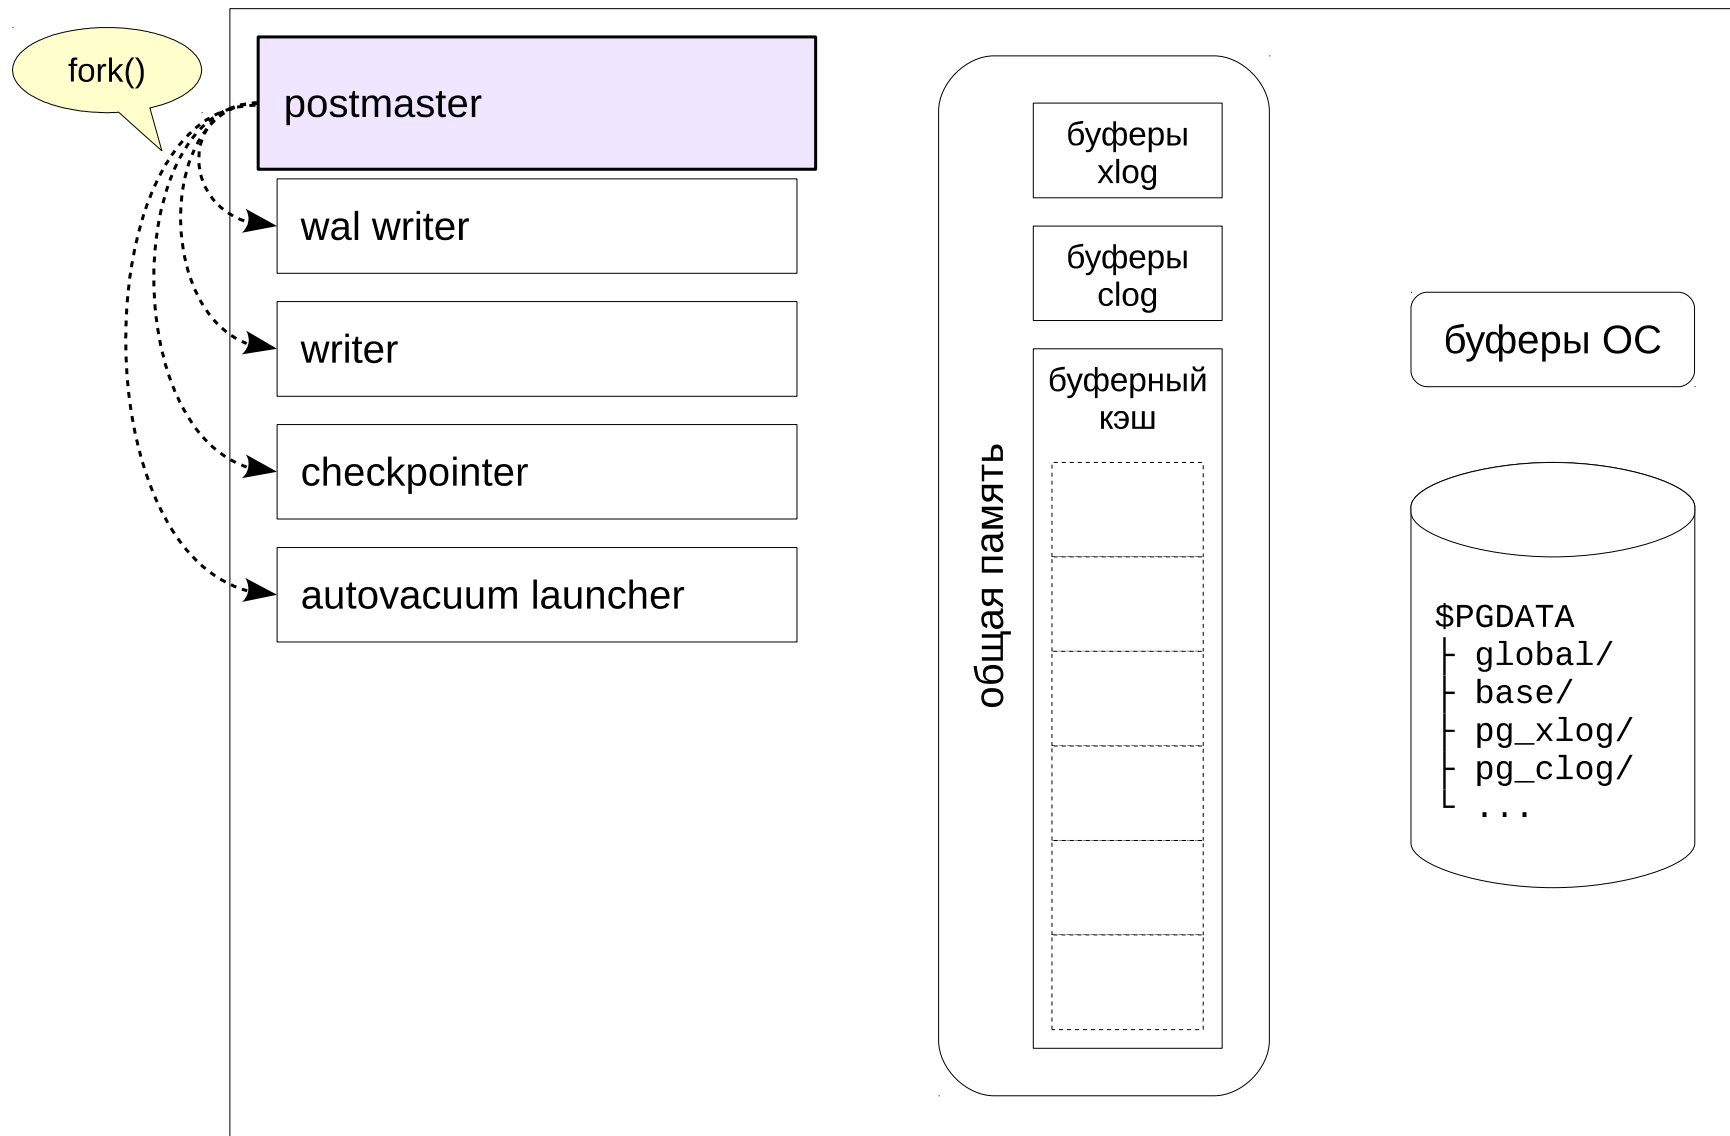 fork()
postmaster
wal writer
writer
checkpointer
autovacuum launcher
общая память
буферы
xlog
буферы
clog
буферный
кэш
буферы ОС
$PGDATA
├ global/
├ base/
├ pg_xlog/
├ pg_clog/
└ ...